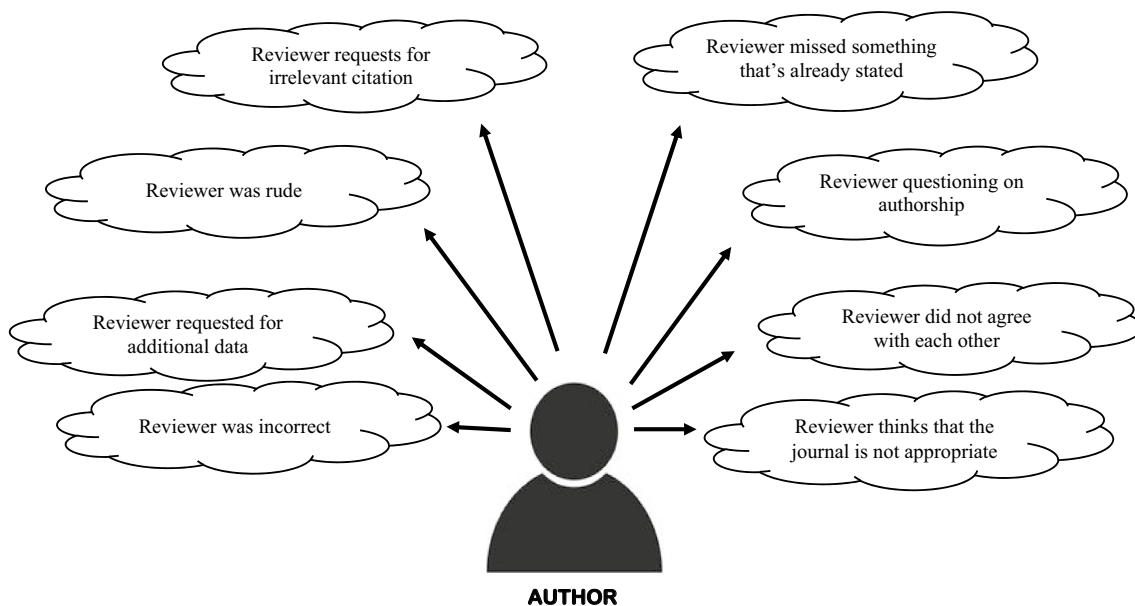 Reviewer requests for
irrelevant citation
Reviewer missed something
that's already stated
Reviewer was rude
Reviewer questioning on
authorship
Reviewer requested for
additional data
Reviewer did not agree
with each other
Reviewer was incorrect
Reviewer thinks that the
journal is not appropriate
AUTHOR